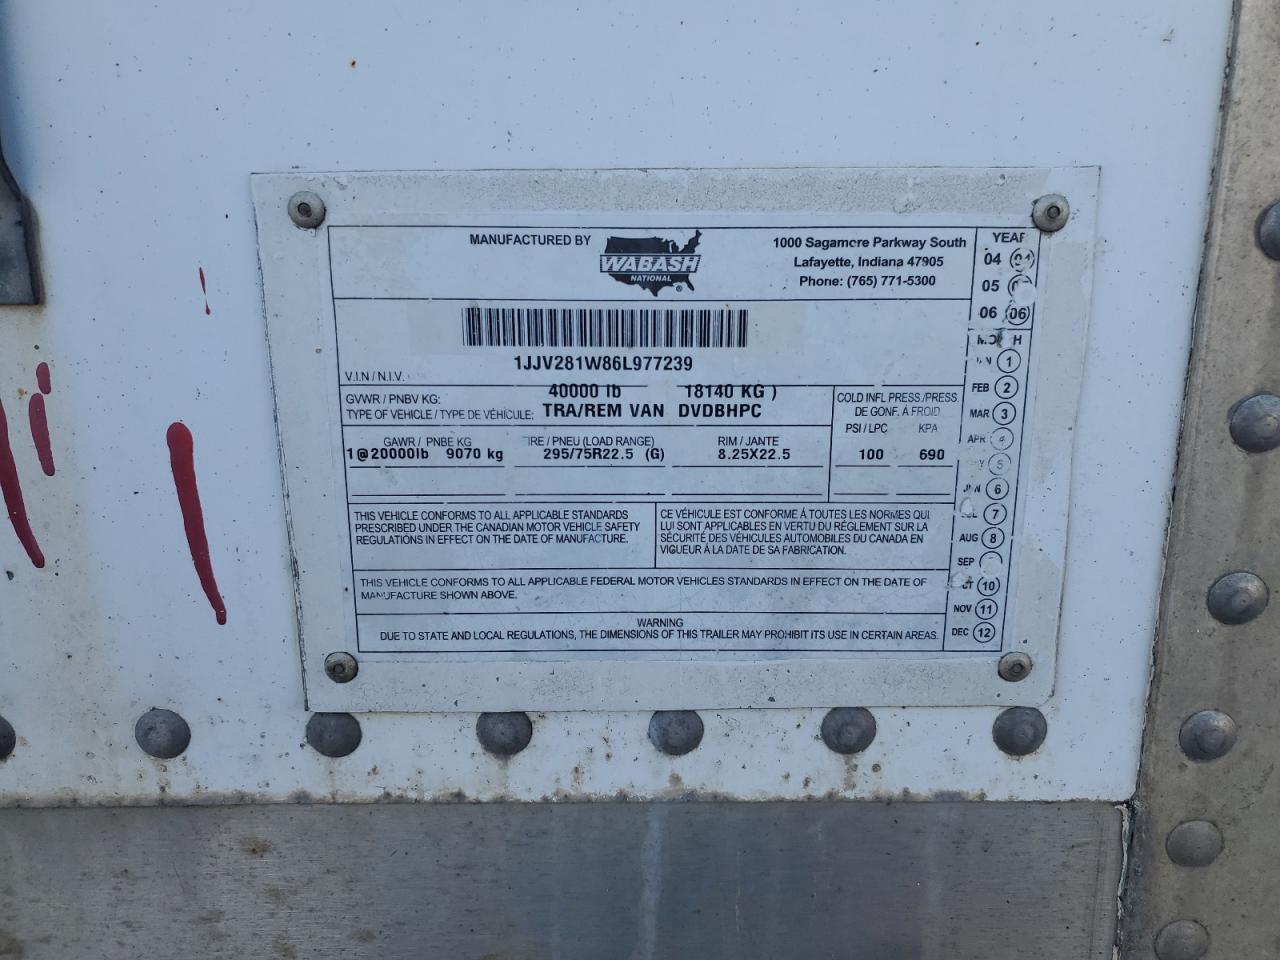 MANUFACTURED BY
WABASH
NATIONAL
®
1000 Sagamore Parkway South
Lafayette, Indiana 47905
Phone: (765) 771-5300
1JJV281W86L977239
V.I.N / N.I.V.
40000 lb 18140 KG )
GVWR / PNBV KG:
TYPE OF VEHICLE / TYPE DE VÉHICULE: TRA/REM VAN DVDBHPC
COLD INFL PRESS./PRESS.
DE GONF. À FROID
PSI/LPC KPA
GAWR / PNBE KG (LOAD RANGE) RIM / JANTE
1@20000lb 9070 kg 295/75R22.5 (G) 8.25X22.5 100 690
THIS VEHICLE CONFORMS TO ALL APPLICABLE STANDARDS
PRESCRIBED UNDER THE CANADIAN MOTOR VEHICLE SAFETY
REGULATIONS IN EFFECT ON THE DATE OF MANUFACTURE.
CE VÉHICULE EST CONFORME À TOUTES LES NORMES QUI
LUI SONT APPLICABLES EN VERTU DU RÉGLEMENT SUR LA
SÉCURITÉ DES VÉHICULES AUTOMOBILES DU CANADA EN
VIGUEUR À LA DATE DE SA FABRICATION.
THIS VEHICLE CONFORMS TO ALL APPLICABLE FEDERAL MOTOR VEHICLES STANDARDS IN EFFECT ON THE DATE OF
MANUFACTURE SHOWN ABOVE.
WARNING
DUE TO STATE AND LOCAL REGULATIONS, THE DIMENSIONS OF THIS TRAILER MAY PROHIBIT ITS USE IN CERTAIN AREAS.
YEAR
04 04
05
06 06
1
FEB 2
MAR 3
APR 4
5
6
7
AUG 8
SEP
10
NOV 11
DEC 12